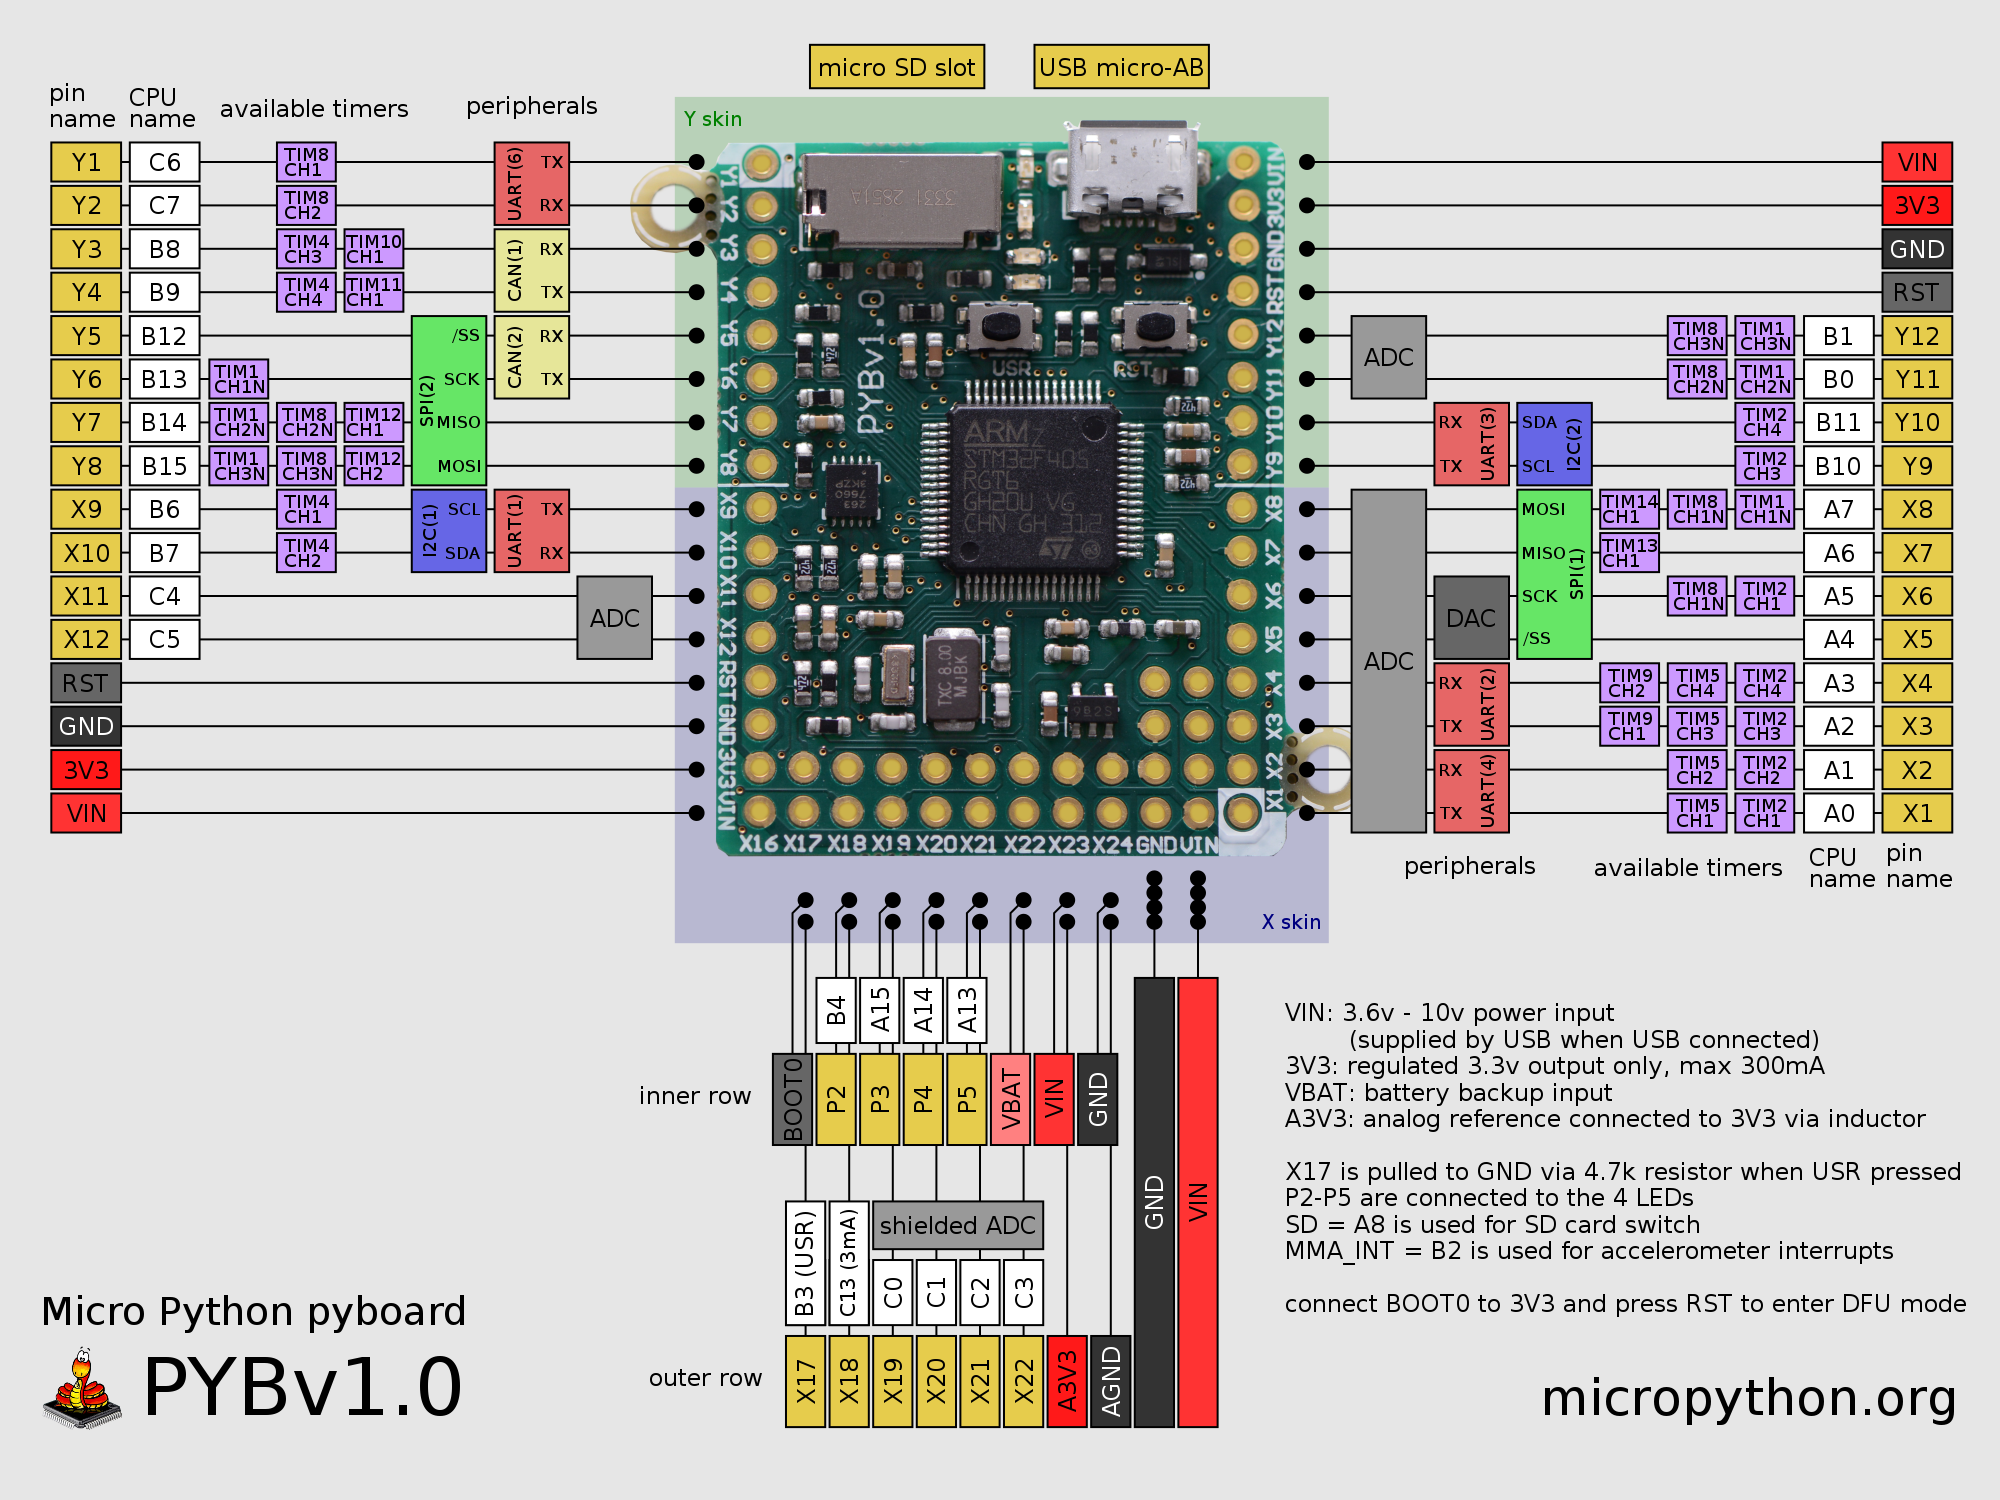 micro SD slot
USB micro-AB
pin name
CPU name
available timers
peripherals
Y skin
Y1 C6 TIM8 CH1 UART(6) TX
Y2 C7 TIM8 CH2 RX
Y3 B8 TIM4 CH3 TIM10 CH1 CAN(1) RX
Y4 B9 TIM4 CH4 TIM11 CH1 TX
Y5 B12 SPI(2) /SS CAN(2) RX
Y6 B13 TIM1 CH1N SCK TX
Y7 B14 TIM1 CH2N TIM8 CH2N TIM12 CH1 MISO
Y8 B15 TIM1 CH3N TIM8 CH3N TIM12 CH2 MOSI
X9 B6 TIM4 CH1 I2C(1) SCL UART(1) TX
X10 B7 TIM4 CH2 SDA RX
X11 C4 ADC
X12 C5
RST
GND
3V3
VIN
Y1
Y2
Y3
Y4
Y5
Y6
Y7
Y8
X9
X10
X11
X12
RST
GND
3V3
VIN
PYBv1.0
USR
RST
ARM
STM32F405
RGT6
GH20U VG
CHN GH 312
ST
TXC 8.00
MJBK
VIN
3V3
GND
RST
Y12
Y11
Y10
Y9
X8
X7
X6
X5
X4
X3
X2
X1
X16 X17 X18 X19 X20 X21 X22 X23 X24 GND VIN
X skin
VIN
3V3
GND
RST
ADC TIM8 CH3N TIM1 CH3N B1 Y12
TIM8 CH2N TIM1 CH2N B0 Y11
RX UART(3) SDA I2C(2) TIM2 CH4 B11 Y10
TX SCL TIM2 CH3 B10 Y9
ADC MOSI SPI(1) TIM14 CH1 TIM8 CH1N TIM1 CH1N A7 X8
MISO TIM13 CH1 A6 X7
DAC SCK TIM8 CH1N TIM2 CH1 A5 X6
/SS A4 X5
RX UART(2) TIM9 CH2 TIM5 CH4 TIM2 CH4 A3 X4
TX TIM9 CH1 TIM5 CH3 TIM2 CH3 A2 X3
RX UART(4) TIM5 CH2 TIM2 CH2 A1 X2
TX TIM5 CH1 TIM2 CH1 A0 X1
peripherals
available timers
CPU name
pin name
B4 A15 A14 A13
inner row
BOOT0 P2 P3 P4 P5 VBAT VIN GND
GND VIN
B3 (USR) C13 (3mA) shielded ADC
C0 C1 C2 C3
outer row
X17 X18 X19 X20 X21 X22 A3V3 AGND
VIN: 3.6v - 10v power input
(supplied by USB when USB connected)
3V3: regulated 3.3v output only, max 300mA
VBAT: battery backup input
A3V3: analog reference connected to 3V3 via inductor
X17 is pulled to GND via 4.7k resistor when USR pressed
P2-P5 are connected to the 4 LEDs
SD = A8 is used for SD card switch
MMA_INT = B2 is used for accelerometer interrupts
connect BOOT0 to 3V3 and press RST to enter DFU mode
Micro Python pyboard
PYBv1.0
micropython.org